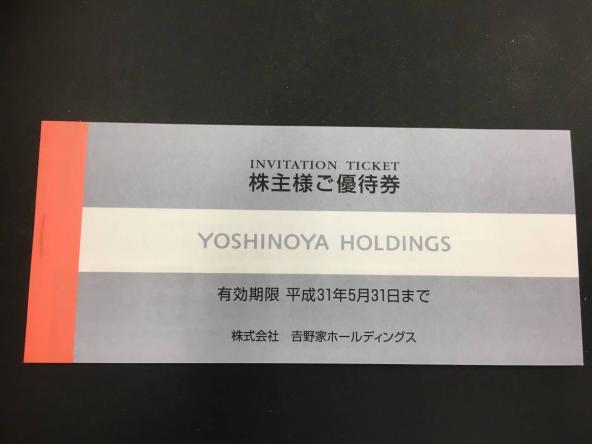 INVITATION TICKET
株主様ご優待券
YOSHINOYA HOLDINGS
有効期限 平成31年5月31日まで
株式会社 𠮷野家ホールディングス